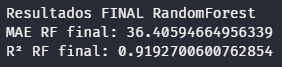 Resultados FINAL RandomForest
MAE RF final: 36.40594664956339
R² RF final: 0.9192700600762854